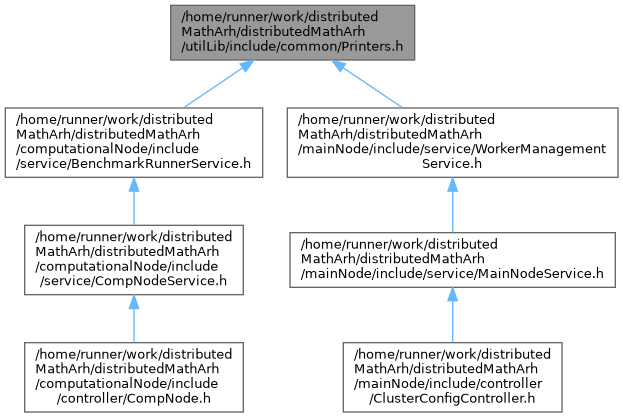 /home/runner/work/distributed
MathArh/distributedMathArh
/utilLib/include/common/Printers.h
/home/runner/work/distributed
MathArh/distributedMathArh
/computationalNode/include
/service/BenchmarkRunnerService.h
/home/runner/work/distributed
MathArh/distributedMathArh
/mainNode/include/service/WorkerManagement
Service.h
/home/runner/work/distributed
MathArh/distributedMathArh
/computationalNode/include
/service/CompNodeService.h
/home/runner/work/distributed
MathArh/distributedMathArh
/mainNode/include/service/MainNodeService.h
/home/runner/work/distributed
MathArh/distributedMathArh
/computationalNode/include
/controller/CompNode.h
/home/runner/work/distributed
MathArh/distributedMathArh
/mainNode/include/controller
/ClusterConfigController.h